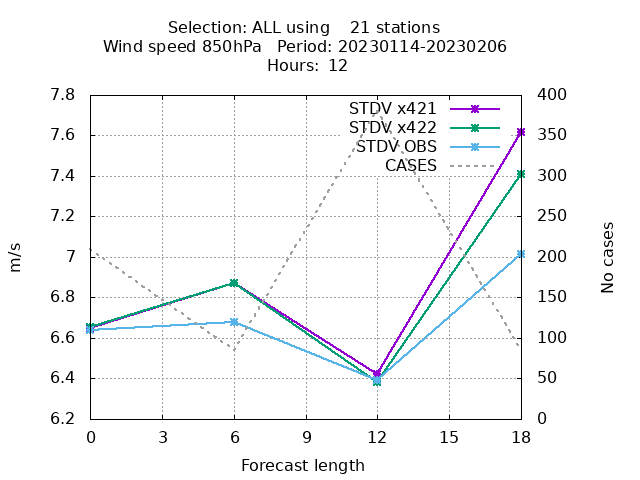 Selection: ALL using    21 stations
Wind speed 850hPa   Period: 20230114-20230206
Hours:  12
STDV x421
STDV x422
STDV OBS
CASES
7.8
7.6
7.4
7.2
7
6.8
6.6
6.4
6.2
400
350
300
250
200
150
100
50
0
m/s
No cases
0 3 6 9 12 15 18
Forecast length